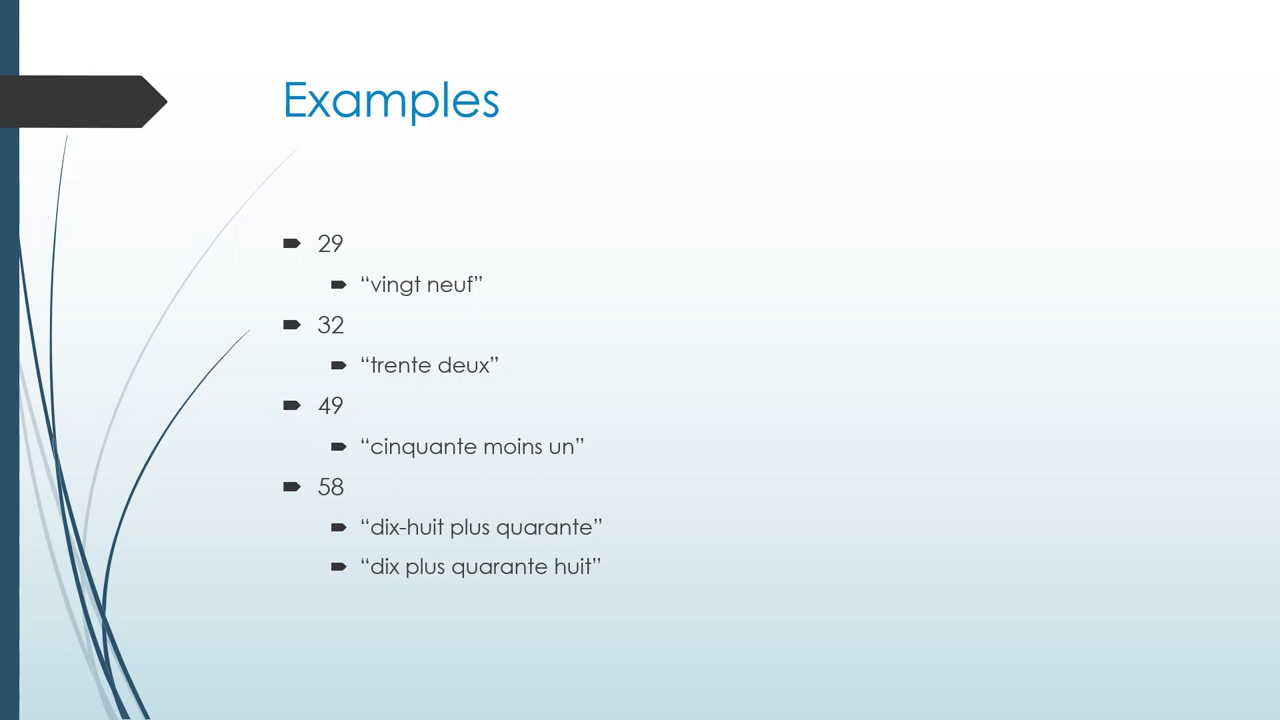 Examples
29
“vingt neuf”
32
“trente deux”
49
“cinquante moins un”
58
“dix-huit plus quarante”
“dix plus quarante huit”